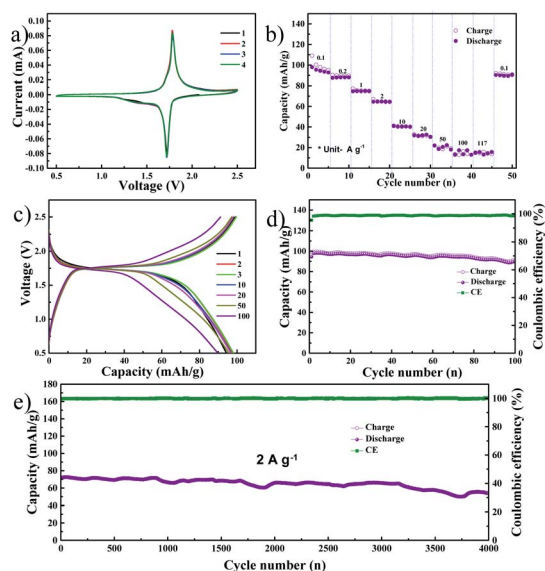 a)
Current (mA)
0.10
0.08
0.06
0.04
0.02
0.00
-0.02
-0.04
-0.06
-0.08
-0.10
0.5 1.0 1.5 2.0 2.5
Voltage (V)
1
2
3
4
b)
Capacity (mAh/g)
140
120
100
80
60
40
20
0
0 10 20 30 40 50
Cycle number (n)
Charge
Discharge
0.1
0.2
1
2
10
20
50
100
117
0.1
* Unit- A g⁻¹
c)
Voltage (V)
2.5
2.0
1.5
1.0
0.5
0 20 40 60 80 100
Capacity (mAh/g)
1
2
3
10
20
50
100
d)
Capacity (mAh/g)
140
120
100
80
60
40
20
0
0 20 40 60 80 100
Cycle number (n)
Charge
Discharge
CE
100
80
60
40
20
0
Coulombic efficiency (%)
e)
Capacity (mAh/g)
180
160
140
120
100
80
60
40
20
0
0 500 1000 1500 2000 2500 3000 3500 4000
Cycle number (n)
2 A g⁻¹
Charge
Discharge
CE
100
80
60
40
20
0
Coulombic efficiency (%)